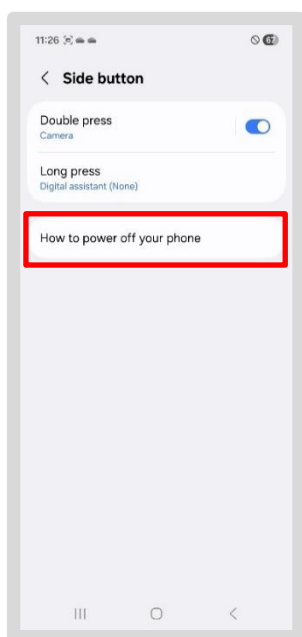 11:26
Side button
Double press
Camera
Long press
Digital assistant (None)
How to power off your phone